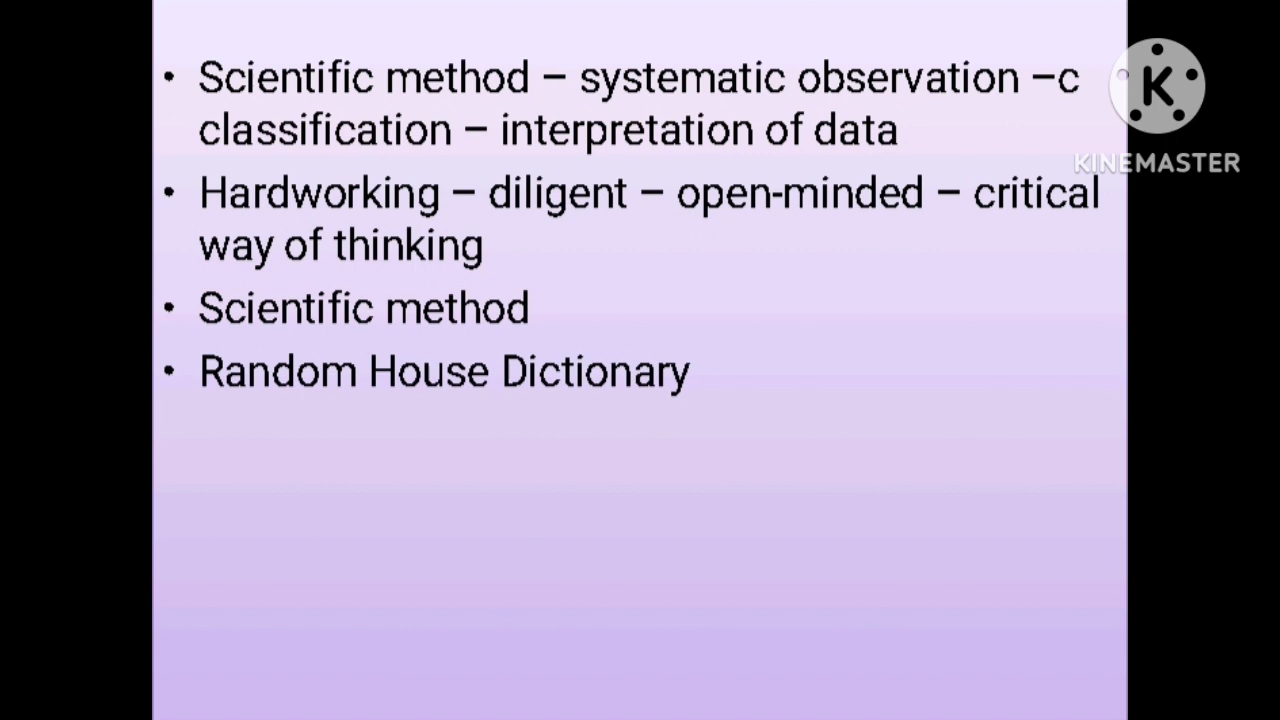 • Scientific method – systematic observation –c
classification – interpretation of data
• Hardworking – diligent – open-minded – critical
way of thinking
• Scientific method
• Random House Dictionary
K
KINEMASTER